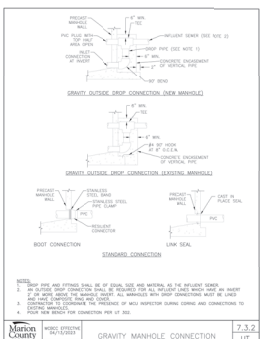 PRECAST
MANHOLE
WALL
PVC PLUG WITH
TOP HALF
AREA OPEN
INLET
CONNECTION
AT INVERT
6" MIN.
TEE
INFLUENT SEWER (SEE NOTE 2)
DROP PIPE (SEE NOTE 1)
6" MIN.
CONCRETE ENCASEMENT
OF VERTICAL PIPE
90° BEND
GRAVITY OUTSIDE DROP CONNECTION (NEW MANHOLE)
6" MIN.
TEE
6" MIN.
#4 90° HOOK
AT 8" O.C.E.W.
CONCRETE ENCASEMENT
OF VERTICAL PIPE
GRAVITY OUTSIDE DROP CONNECTION (EXISTING MANHOLE)
PRECAST
MANHOLE
WALL
STAINLESS
STEEL BAND
STAINLESS STEEL
PIPE CLAMP
PVC
RESILIENT
CONNECTOR
BOOT CONNECTION
PRECAST
MANHOLE
WALL
CAST IN
PLACE SEAL
PVC
LINK SEAL
STANDARD CONNECTION
NOTES:
1. DROP PIPE AND FITTINGS SHALL BE OF EQUAL SIZE AND MATERIAL AS THE INFLUENT SEWER.
2. AN OUTSIDE DROP CONNECTION SHALL BE REQUIRED FOR ALL INFLUENT LINES WHICH HAVE AN INVERT
2' OR MORE ABOVE THE MANHOLE INVERT. ALL MANHOLES WITH DROP CONNECTIONS MUST BE LINED
AND HAVE COMPOSITE RING AND COVER.
3. CONTRACTOR TO COORDINATE THE PRESENCE OF MCU INSPECTOR DURING CORING AND CONNECTIONS TO
EXISTING MANHOLES.
4. POUR NEW BENCH FOR CONNECTION PER UT 302.
Marion
County
MCBCC EFFECTIVE
04/13/2023
GRAVITY MANHOLE CONNECTION
7.3.2
UT